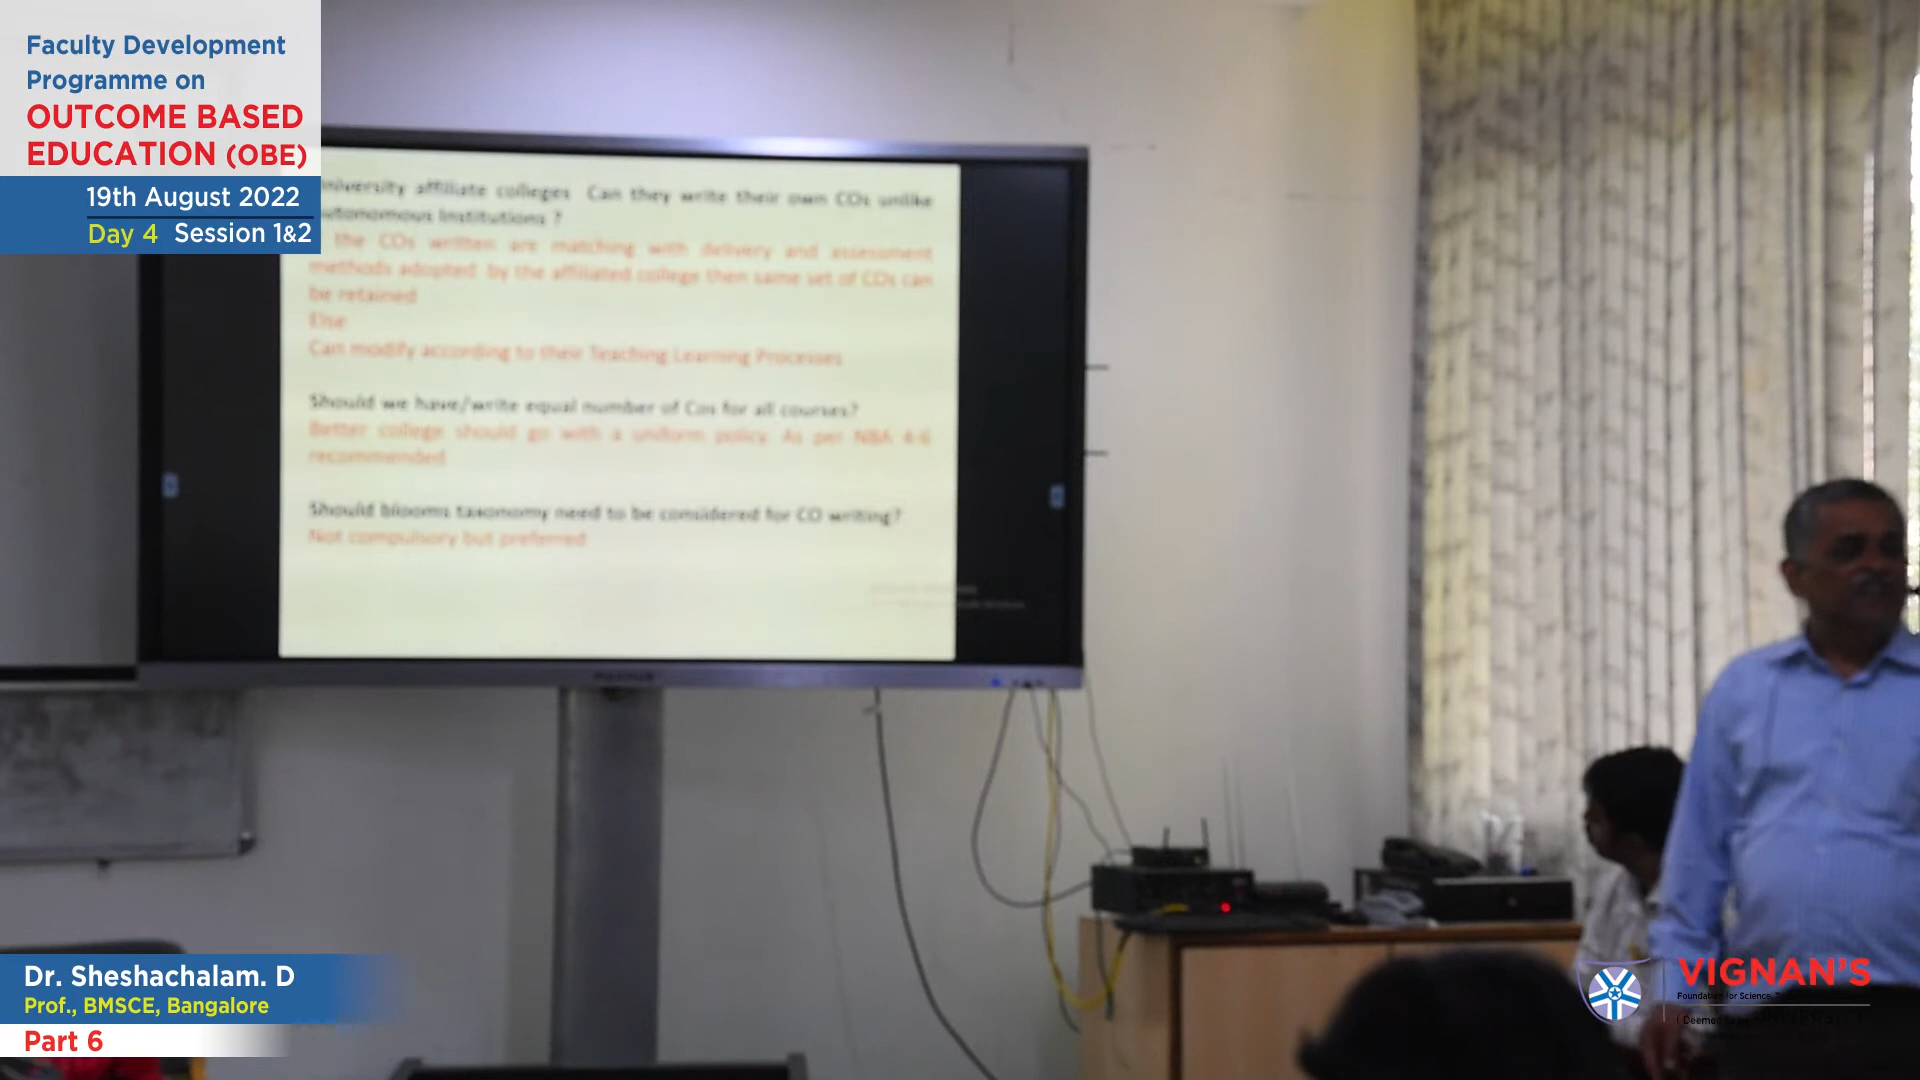 Faculty Development
Programme on
OUTCOME BASED
EDUCATION (OBE)
19th August 2022
Day 4 Session 1&2
University affiliate colleges Can they write their own COs unlike
utonomous Institutions ?
the COs written are matching with delivery and assessment
methods adopted by the affiliated college then same set of COs can
be retained
Else
Can modify according to their Teaching Learning Processes
Should we have/write equal number of Cos for all courses?
Better college should go with a uniform policy. As per NBA 4-6
recommended
Should blooms taxonomy need to be considered for CO writing?
Not compulsory but preferred
Dr. Sheshachalam. D
Prof., BMSCE, Bangalore
Part 6
VIGNAN'S
Foundation for Science,
(Deemed